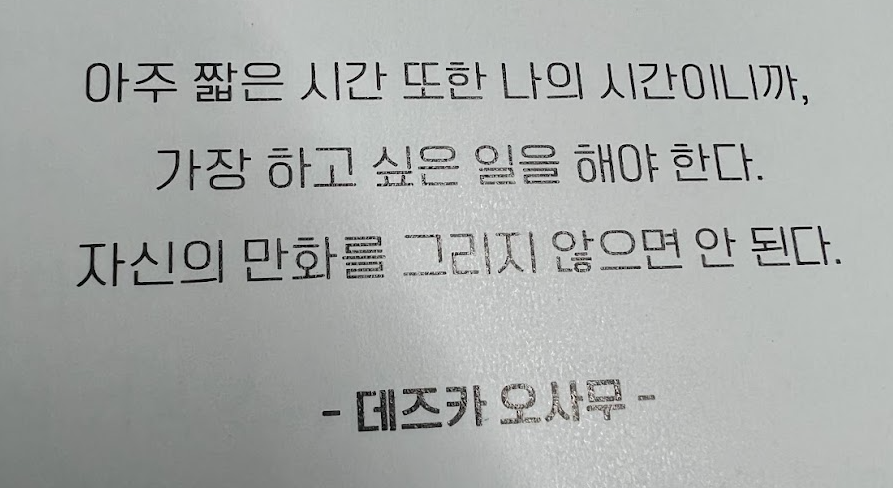 아주 짧은 시간 또한 나의 시간이니까,
가장 하고 싶은 일을 해야 한다.
자신의 만화를 그리지 않으면 안 된다.
- 데즈카 오사무 -